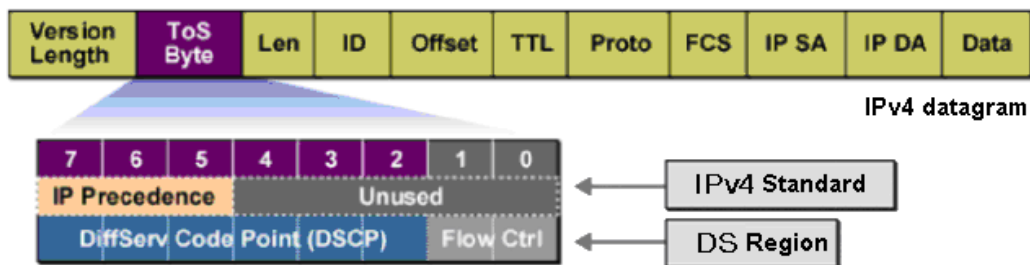 Version Length ToS Byte Len ID Offset TTL Proto FCS IP SA IP DA Data
IPv4 datagram
7 6 5 4 3 2 1 0
IP Precedence Unused IPv4 Standard
DiffServ Code Point (DSCP) Flow Ctrl DS Region